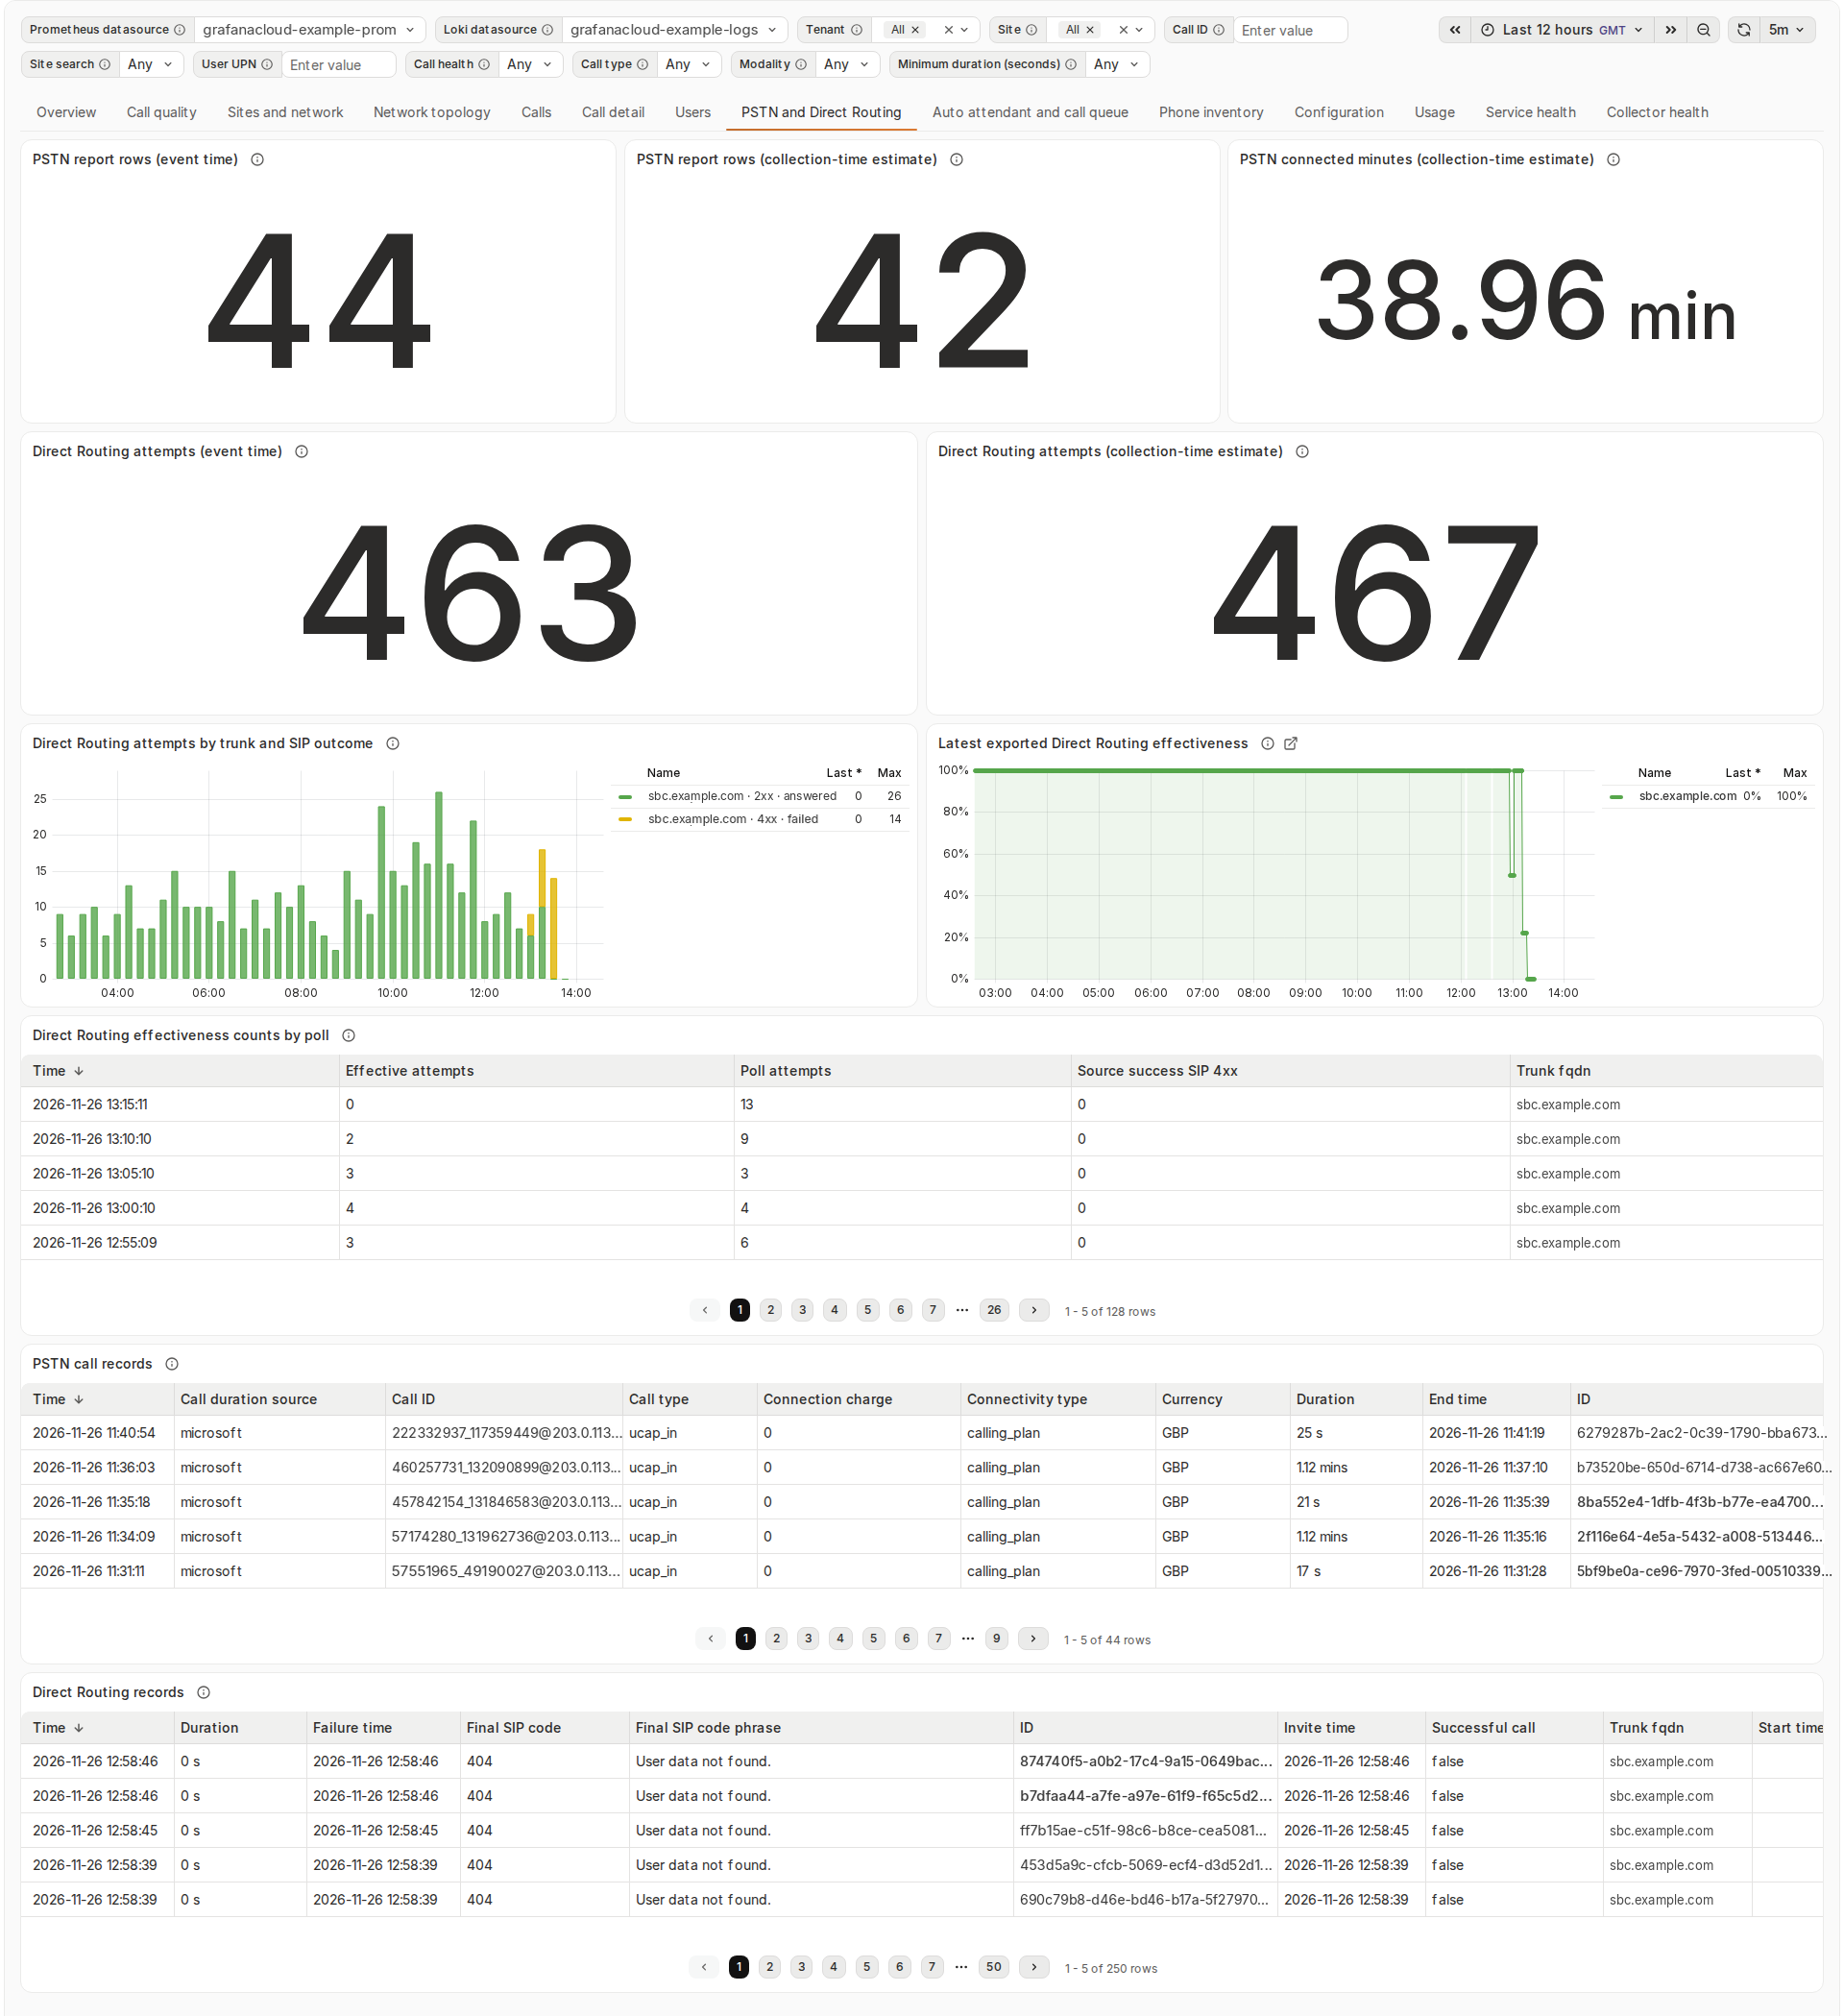 Prometheus datasource grafanacloud-example-prom Loki datasource grafanacloud-example-logs Tenant All Site All Call ID Enter value Last 12 hours GMT 5m
Site search Any User UPN Enter value Call health Any Call type Any Modality Any Minimum duration (seconds) Any
Overview Call quality Sites and network Network topology Calls Call detail Users PSTN and Direct Routing Auto attendant and call queue Phone inventory Configuration Usage Service health Collector health
PSTN report rows (event time) PSTN report rows (collection-time estimate) PSTN connected minutes (collection-time estimate)
44 42 38.96 min
Direct Routing attempts (event time) Direct Routing attempts (collection-time estimate)
463 467
Direct Routing attempts by trunk and SIP outcome
Name Last * Max
sbc.example.com · 2xx · answered 0 26
sbc.example.com · 4xx · failed 0 14
25
20
15
10
5
0
04:00 06:00 08:00 10:00 12:00 14:00
Latest exported Direct Routing effectiveness
Name Last * Max
sbc.example.com 0% 100%
100%
80%
60%
40%
20%
0%
03:00 04:00 05:00 06:00 07:00 08:00 09:00 10:00 11:00 12:00 13:00 14:00
Direct Routing effectiveness counts by poll
Time Effective attempts Poll attempts Source success SIP 4xx Trunk fqdn
2026-11-26 13:15:11 0 13 0 sbc.example.com
2026-11-26 13:10:10 2 9 0 sbc.example.com
2026-11-26 13:05:10 3 3 0 sbc.example.com
2026-11-26 13:00:10 4 4 0 sbc.example.com
2026-11-26 12:55:09 3 6 0 sbc.example.com
1 2 3 4 5 6 7 ... 26 1 - 5 of 128 rows
PSTN call records
Time Call duration source Call ID Call type Connection charge Connectivity type Currency Duration End time ID
2026-11-26 11:40:54 microsoft 222332937_117359449@203.0.113... ucap_in 0 calling_plan GBP 25 s 2026-11-26 11:41:19 6279287b-2ac2-0c39-1790-bba673...
2026-11-26 11:36:03 microsoft 460257731_132090899@203.0.113... ucap_in 0 calling_plan GBP 1.12 mins 2026-11-26 11:37:10 b73520be-650d-6714-d738-ac667e60...
2026-11-26 11:35:18 microsoft 457842154_131846583@203.0.113... ucap_in 0 calling_plan GBP 21 s 2026-11-26 11:35:39 8ba552e4-1dfb-4f3b-b77e-ea4700...
2026-11-26 11:34:09 microsoft 57174280_131962736@203.0.113... ucap_in 0 calling_plan GBP 1.12 mins 2026-11-26 11:35:16 2f116e64-4e5a-5432-a008-513446...
2026-11-26 11:31:11 microsoft 57551965_49190027@203.0.113... ucap_in 0 calling_plan GBP 17 s 2026-11-26 11:31:28 5bf9be0a-ce96-7970-3fed-00510339...
1 2 3 4 5 6 7 ... 9 1 - 5 of 44 rows
Direct Routing records
Time Duration Failure time Final SIP code Final SIP code phrase ID Invite time Successful call Trunk fqdn Start time
2026-11-26 12:58:46 0 s 2026-11-26 12:58:46 404 User data not found. 874740f5-a0b2-17c4-9a15-0649bac... 2026-11-26 12:58:46 false sbc.example.com
2026-11-26 12:58:46 0 s 2026-11-26 12:58:46 404 User data not found. b7dfaa44-a7fe-a97e-61f9-f65c5d2... 2026-11-26 12:58:46 false sbc.example.com
2026-11-26 12:58:45 0 s 2026-11-26 12:58:45 404 User data not found. ff7b15ae-c51f-98c6-b8ce-cea5081... 2026-11-26 12:58:45 false sbc.example.com
2026-11-26 12:58:39 0 s 2026-11-26 12:58:39 404 User data not found. 453d5a9c-cfcb-5069-ecf4-d3d52d1... 2026-11-26 12:58:39 false sbc.example.com
2026-11-26 12:58:39 0 s 2026-11-26 12:58:39 404 User data not found. 690c79b8-d46e-bd46-b17a-5f27970... 2026-11-26 12:58:39 false sbc.example.com
1 2 3 4 5 6 7 ... 50 1 - 5 of 250 rows